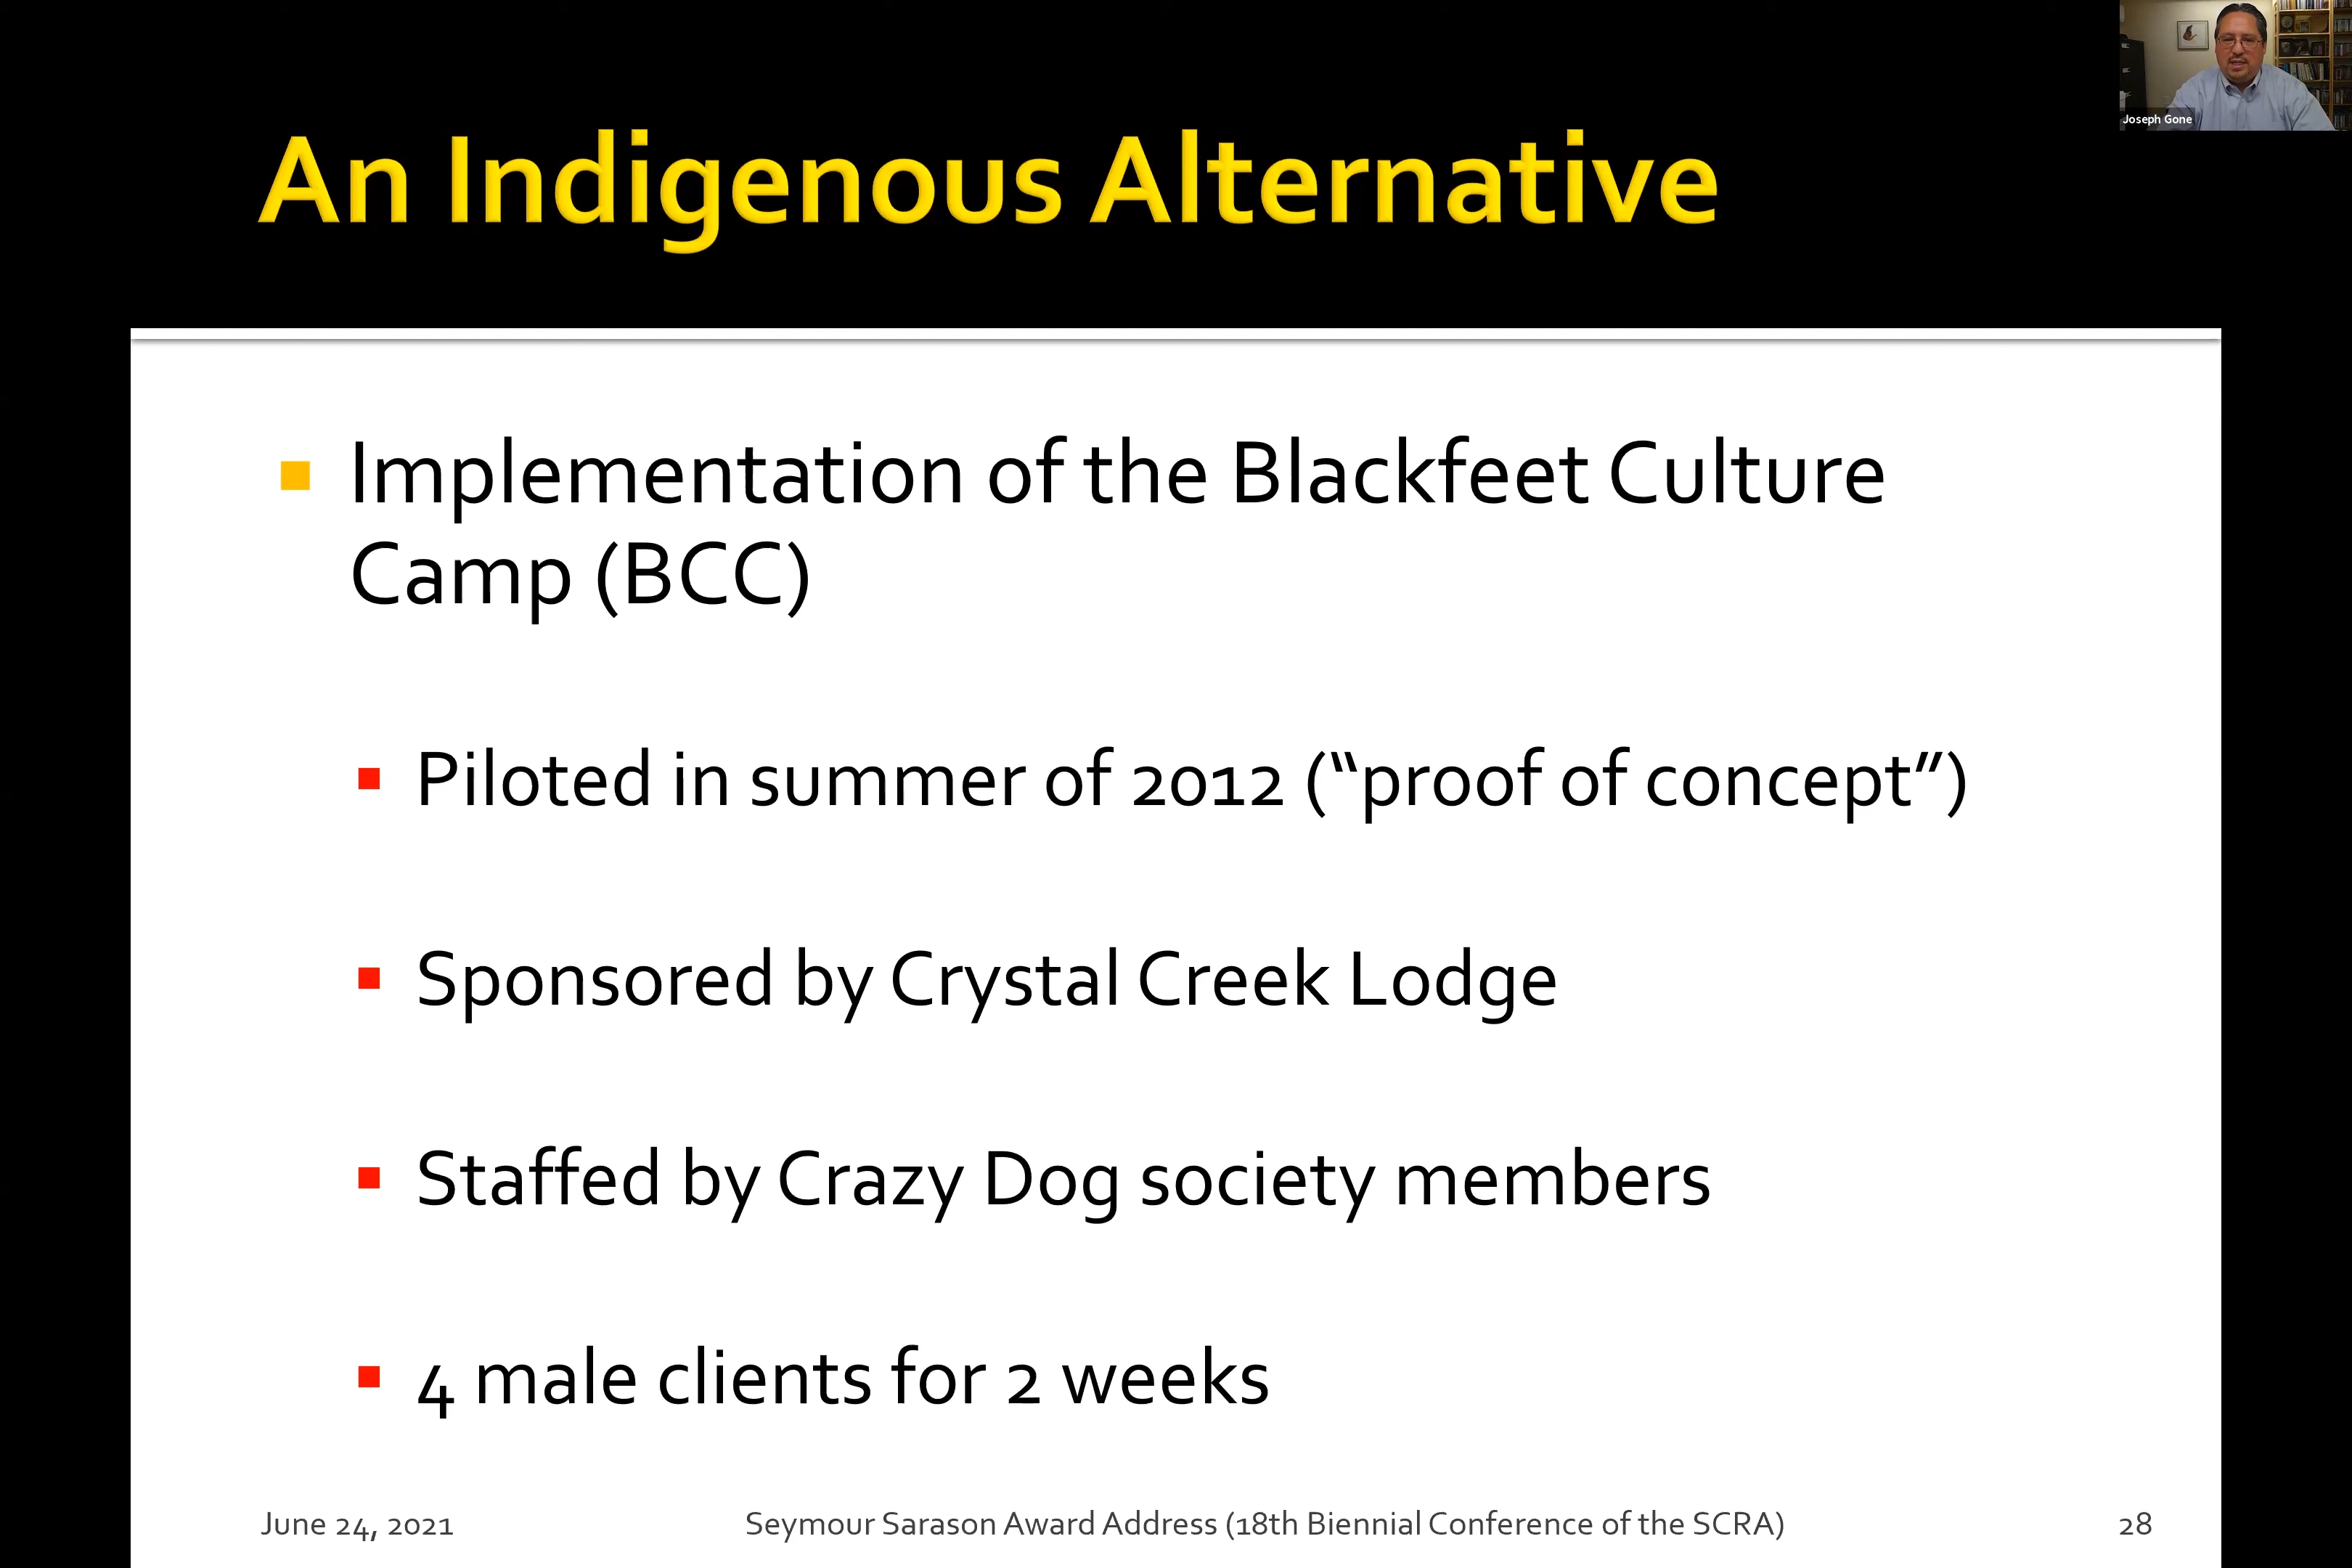 Joseph Gone
An Indigenous Alternative
Implementation of the Blackfeet Culture
Camp (BCC)
Piloted in summer of 2012 (“proof of concept”)
Sponsored by Crystal Creek Lodge
Staffed by Crazy Dog society members
4 male clients for 2 weeks
June 24, 2021 Seymour Sarason Award Address (18th Biennial Conference of the SCRA) 28